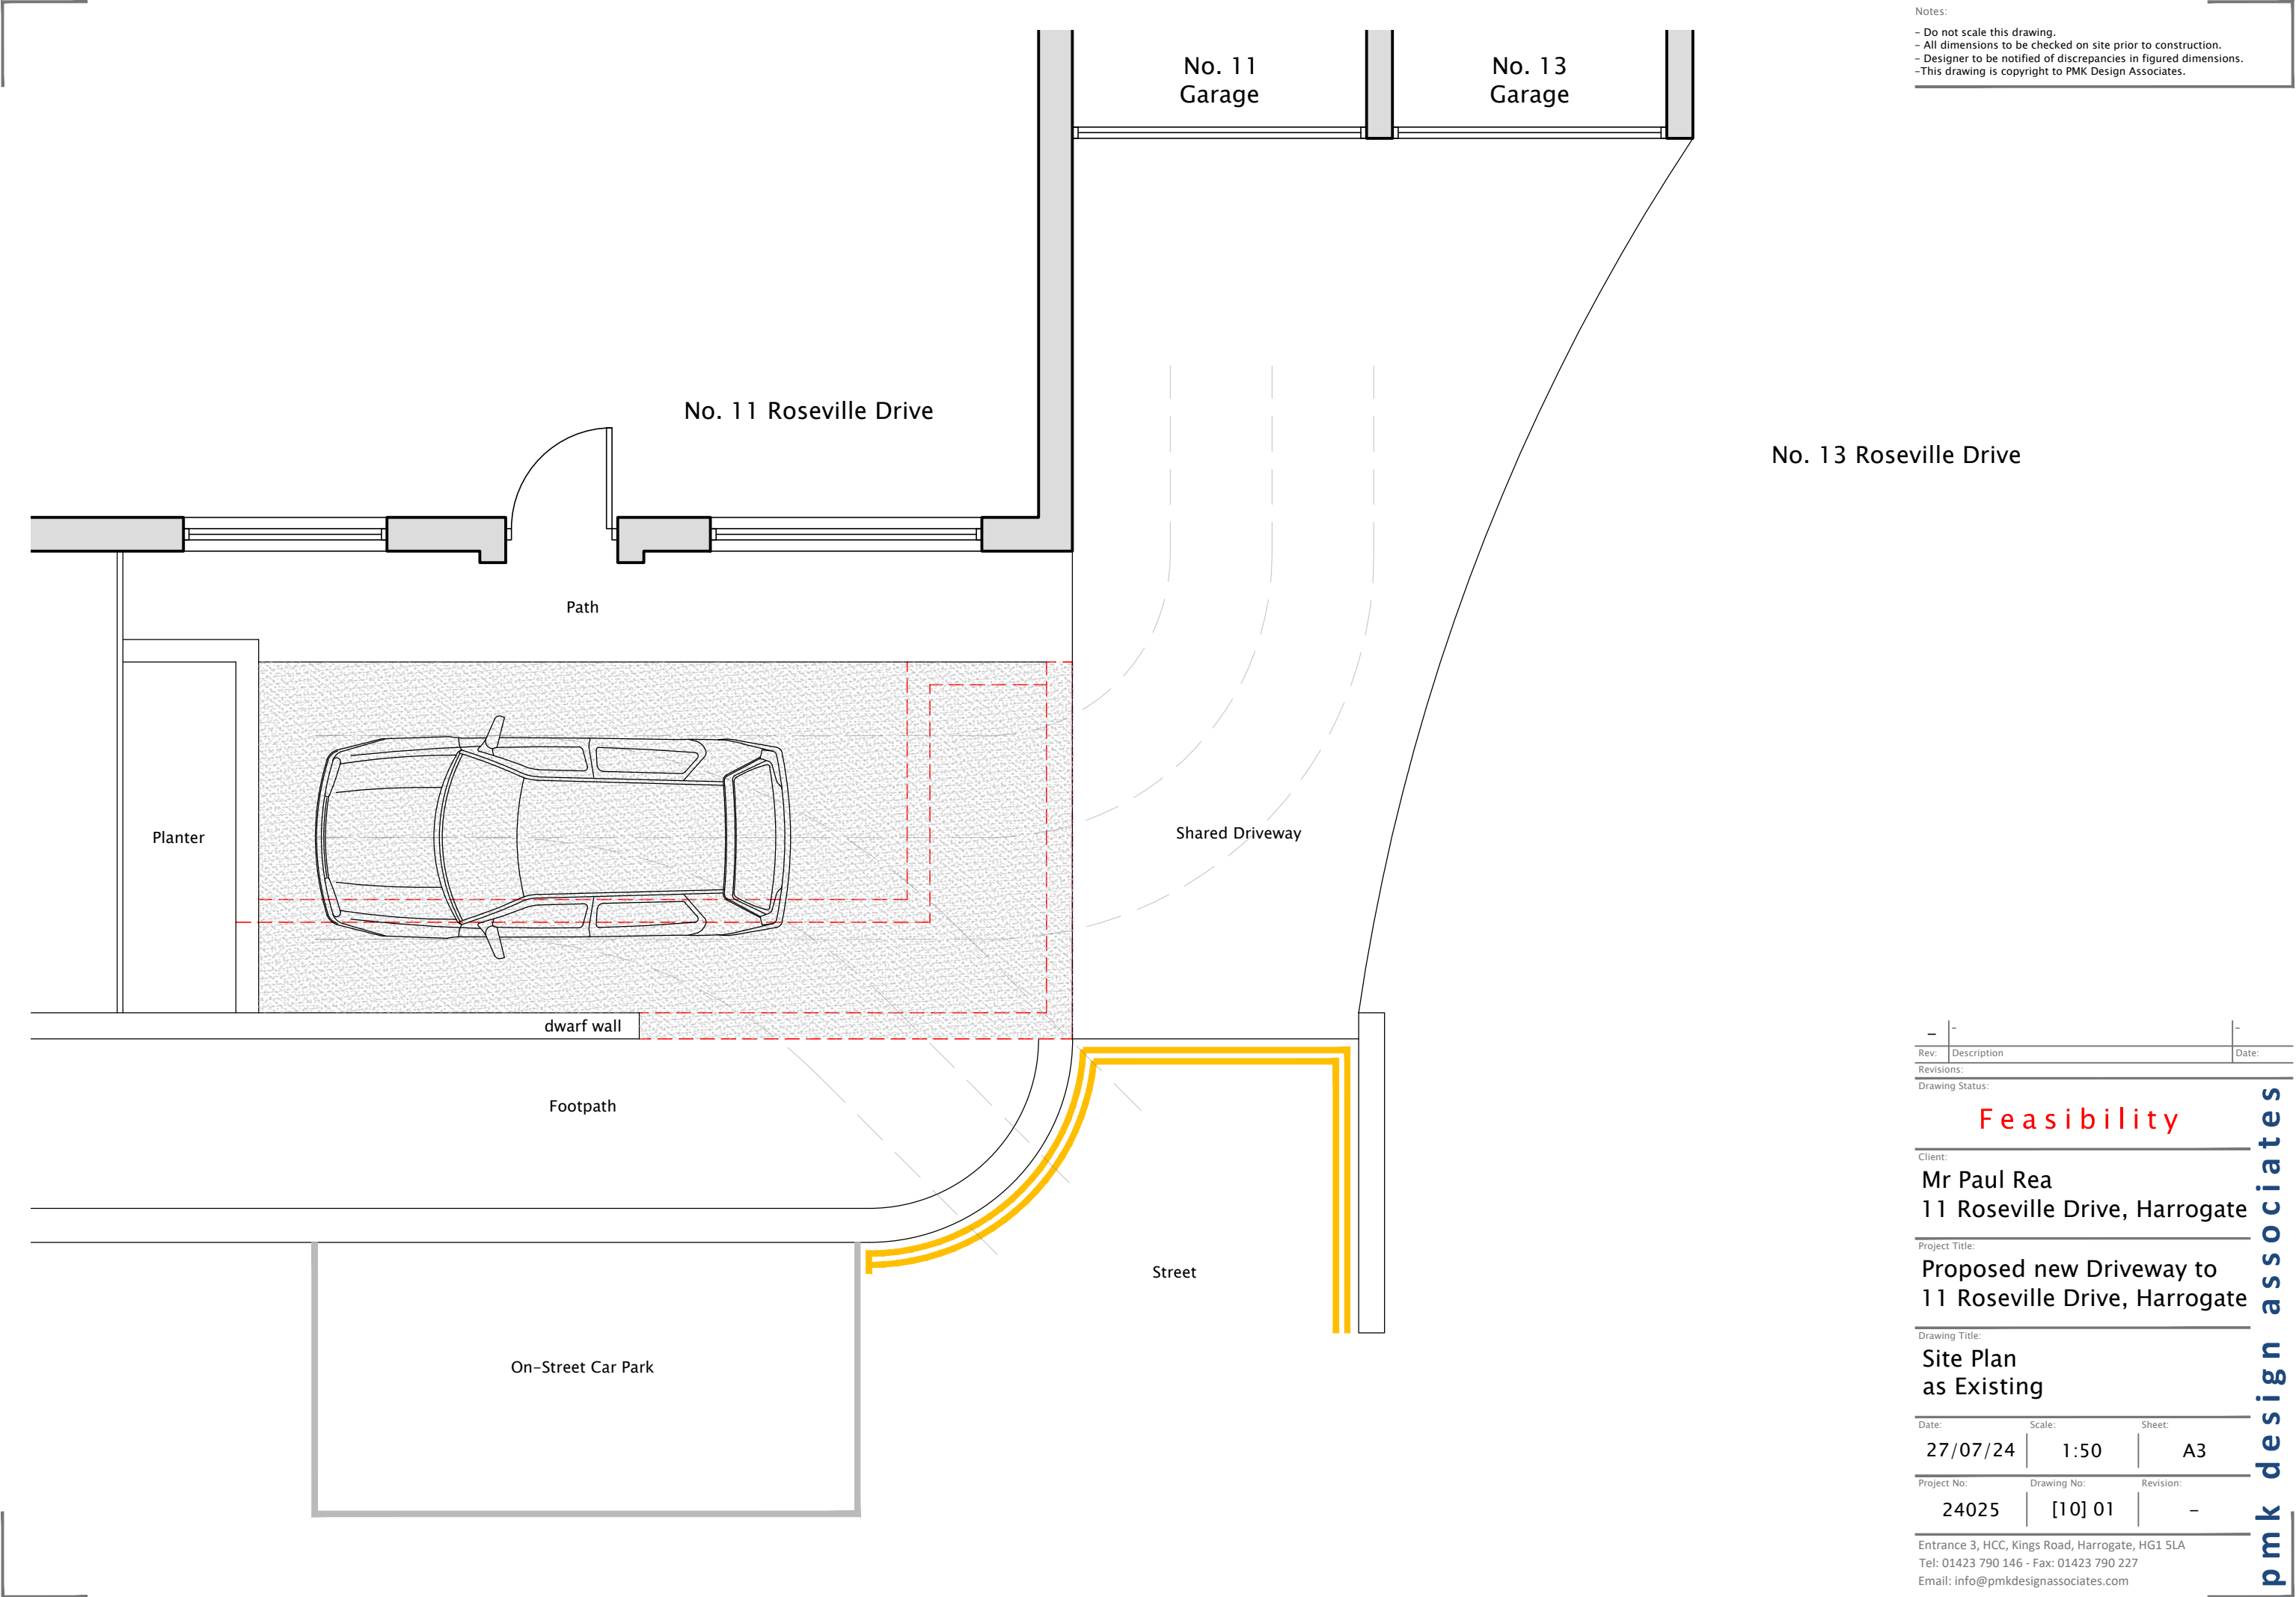 Notes:
- Do not scale this drawing.
- All dimensions to be checked on site prior to construction.
- Designer to be notified of discrepancies in figured dimensions.
-This drawing is copyright to PMK Design Associates.
No. 11
Garage
No. 13
Garage
No. 11 Roseville Drive
No. 13 Roseville Drive
Path
Planter
Shared Driveway
dwarf wall
Footpath
Street
On-Street Car Park
- - -
Rev: Description Date:
Revisions:
Drawing Status:
Feasibility
Client:
Mr Paul Rea
11 Roseville Drive, Harrogate
Project Title:
Proposed new Driveway to
11 Roseville Drive, Harrogate
Drawing Title:
Site Plan
as Existing
Date: Scale: Sheet:
27/07/24 1:50 A3
Project No: Drawing No: Revision:
24025 [10] 01 -
Entrance 3, HCC, Kings Road, Harrogate, HG1 5LA
Tel: 01423 790 146 - Fax: 01423 790 227
Email: info@pmkdesignassociates.com
pmk design associates